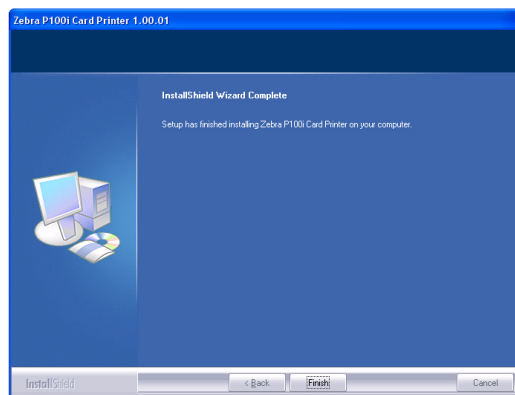 Zebra P100i Card Printer 1.00.01
InstallShield Wizard Complete
Setup has finished installing Zebra P100i Card Printer on your computer.
InstallShield
< Back
Finish
Cancel